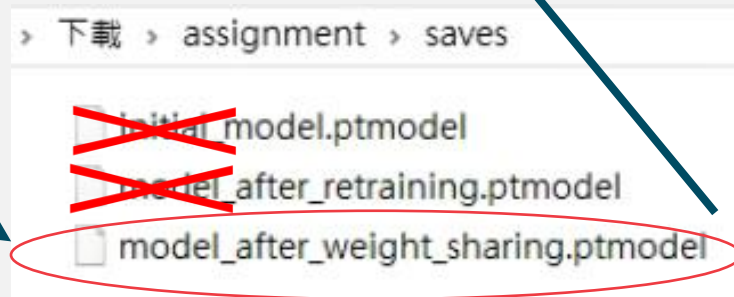 › 下載 › assignment › saves
initial_model.ptmodel
model_after_retraining.ptmodel
model_after_weight_sharing.ptmodel